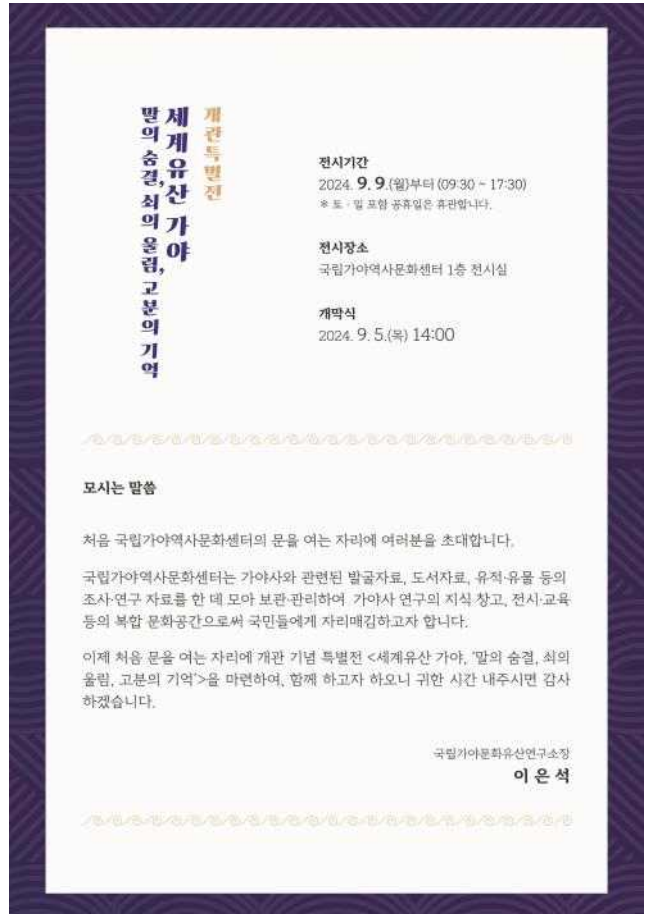 개관특별전
세계유산 가야
말의 숨결, 쇠의 울림, 고분의 기억
전시기간
2024. 9. 9.(월)부터 (09:30 ~ 17:30)
* 토 · 일 포함 공휴일은 휴관합니다.
전시장소
국립가야역사문화센터 1층 전시실
개막식
2024. 9. 5.(목) 14:00
모시는 말씀
처음 국립가야역사문화센터의 문을 여는 자리에 여러분을 초대합니다.
국립가야역사문화센터는 가야사와 관련된 발굴자료, 도서자료, 유적·유물 등의
조사·연구 자료를 한 데 모아 보관·관리하여 가야사 연구의 지식 창고, 전시·교육
등의 복합 문화공간으로써 국민들에게 자리매김하고자 합니다.
이제 처음 문을 여는 자리에 개관 기념 특별전 <세계유산 가야, '말의 숨결, 쇠의
울림, 고분의 기억'>을 마련하여, 함께 하고자 하오니 귀한 시간 내주시면 감사
하겠습니다.
국립가야문화유산연구소장
이 은 석